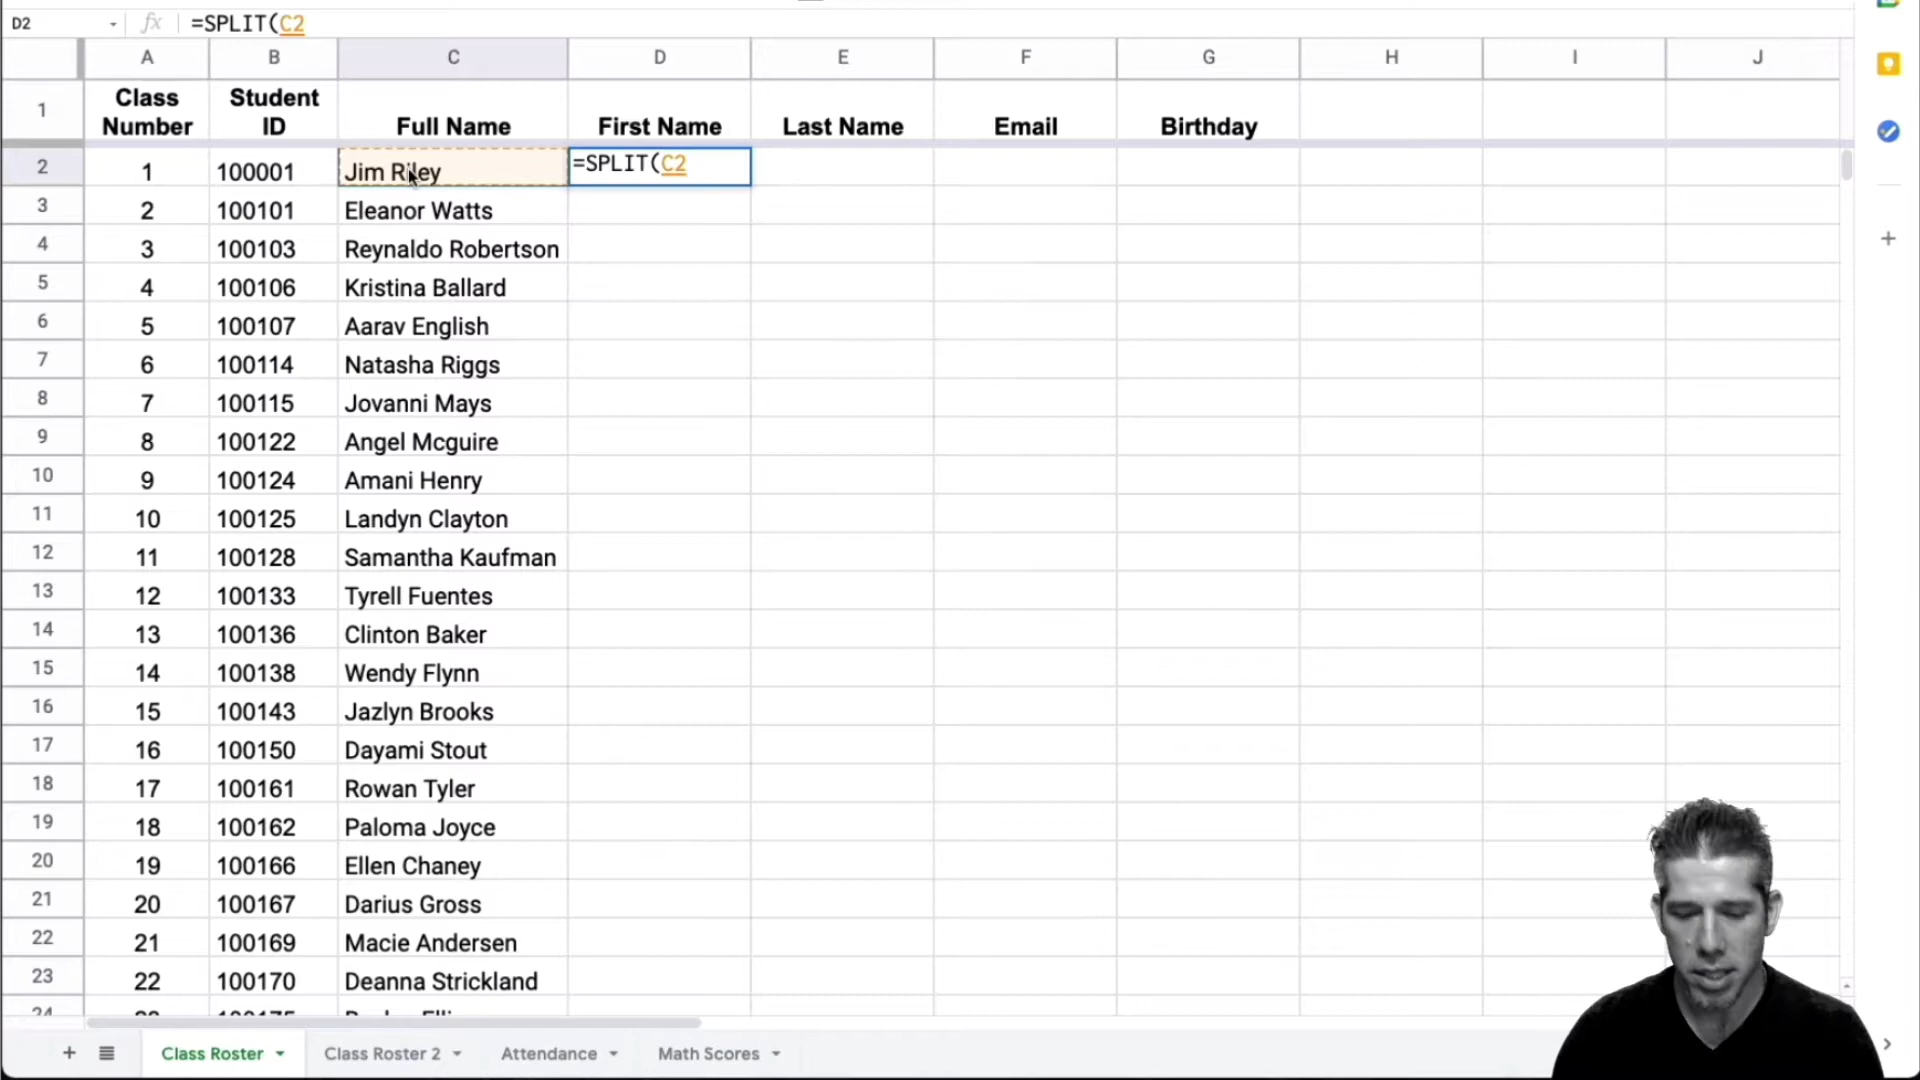 D2 fx =SPLIT(C2
A B C D E F G H I J
1 Class Number Student ID Full Name First Name Last Name Email Birthday
2 1 100001 Jim Riley =SPLIT(C2
3 2 100101 Eleanor Watts
4 3 100103 Reynaldo Robertson
5 4 100106 Kristina Ballard
6 5 100107 Aarav English
7 6 100114 Natasha Riggs
8 7 100115 Jovanni Mays
9 8 100122 Angel Mcguire
10 9 100124 Amani Henry
11 10 100125 Landyn Clayton
12 11 100128 Samantha Kaufman
13 12 100133 Tyrell Fuentes
14 13 100136 Clinton Baker
15 14 100138 Wendy Flynn
16 15 100143 Jazlyn Brooks
17 16 100150 Dayami Stout
18 17 100161 Rowan Tyler
19 18 100162 Paloma Joyce
20 19 100166 Ellen Chaney
21 20 100167 Darius Gross
22 21 100169 Macie Andersen
23 22 100170 Deanna Strickland
24
Class Roster Class Roster 2 Attendance Math Scores